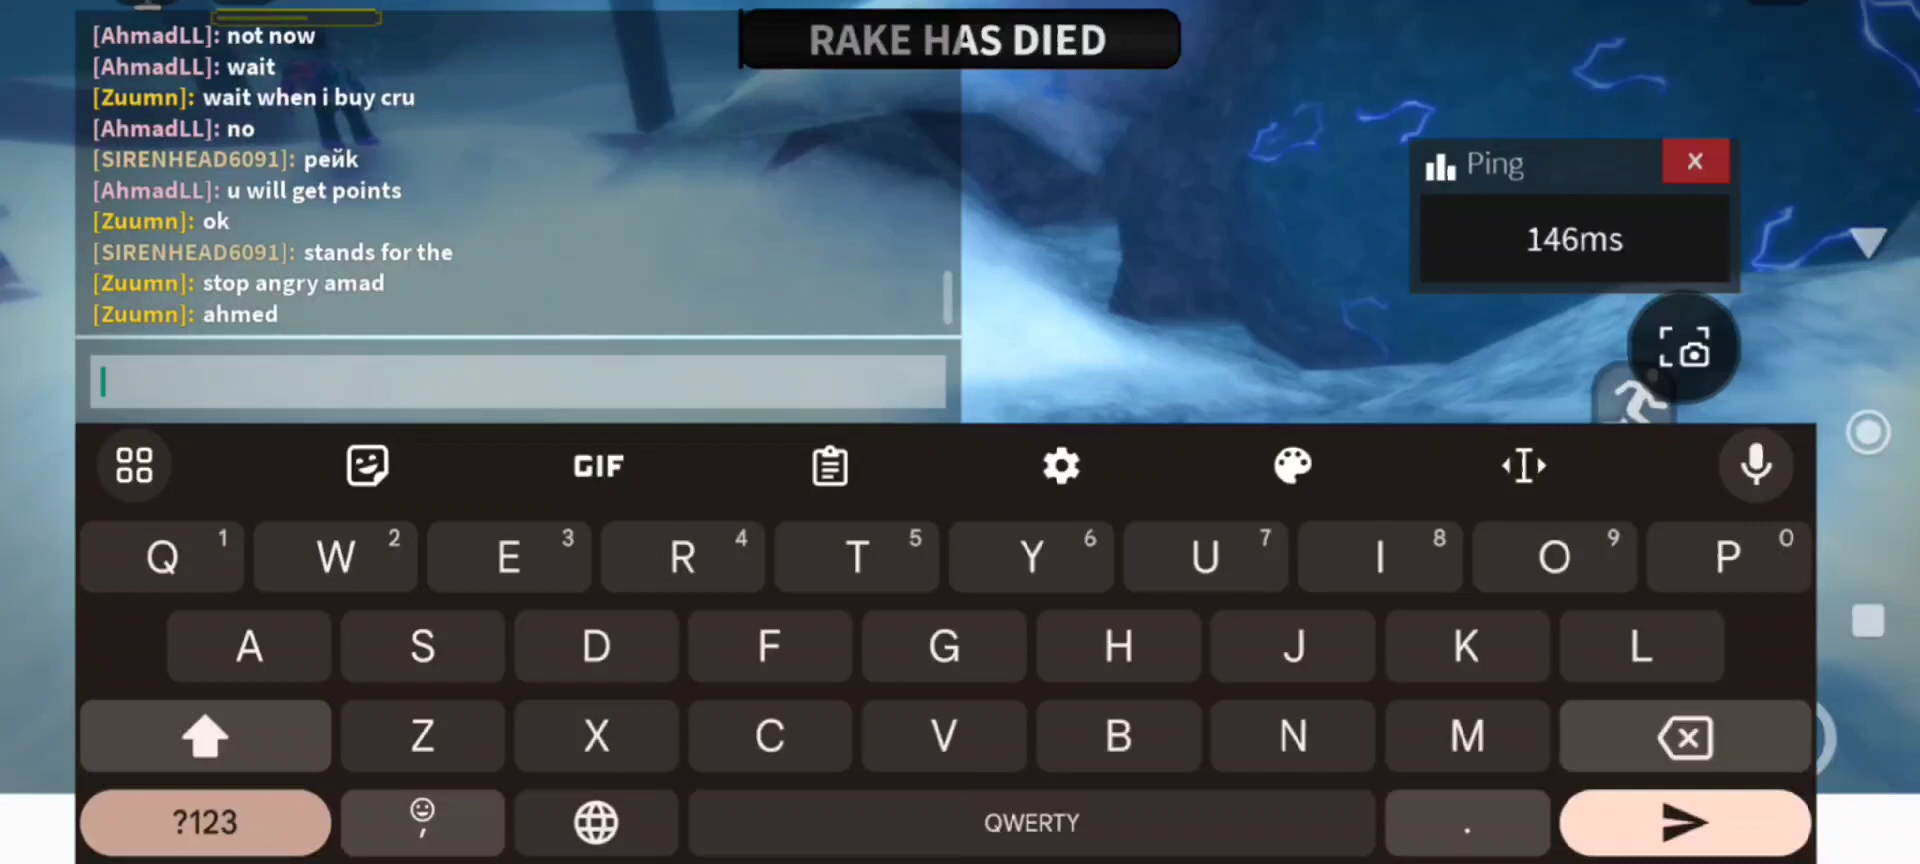 RAKE HAS DIED
[AhmadLL]: not now
[AhmadLL]: wait
[Zuumn]: wait when i buy cru
[AhmadLL]: no
[SIRENHEAD6091]: рейк
[AhmadLL]: u will get points
[Zuumn]: ok
[SIRENHEAD6091]: stands for the
[Zuumn]: stop angry amad
[Zuumn]: ahmed
Ping X
146ms
GIF
Q 1 W 2 E 3 R 4 T 5 Y 6 U 7 I 8 O 9 P 0
A S D F G H J K L
Z X C V B N M
?123 , QWERTY .